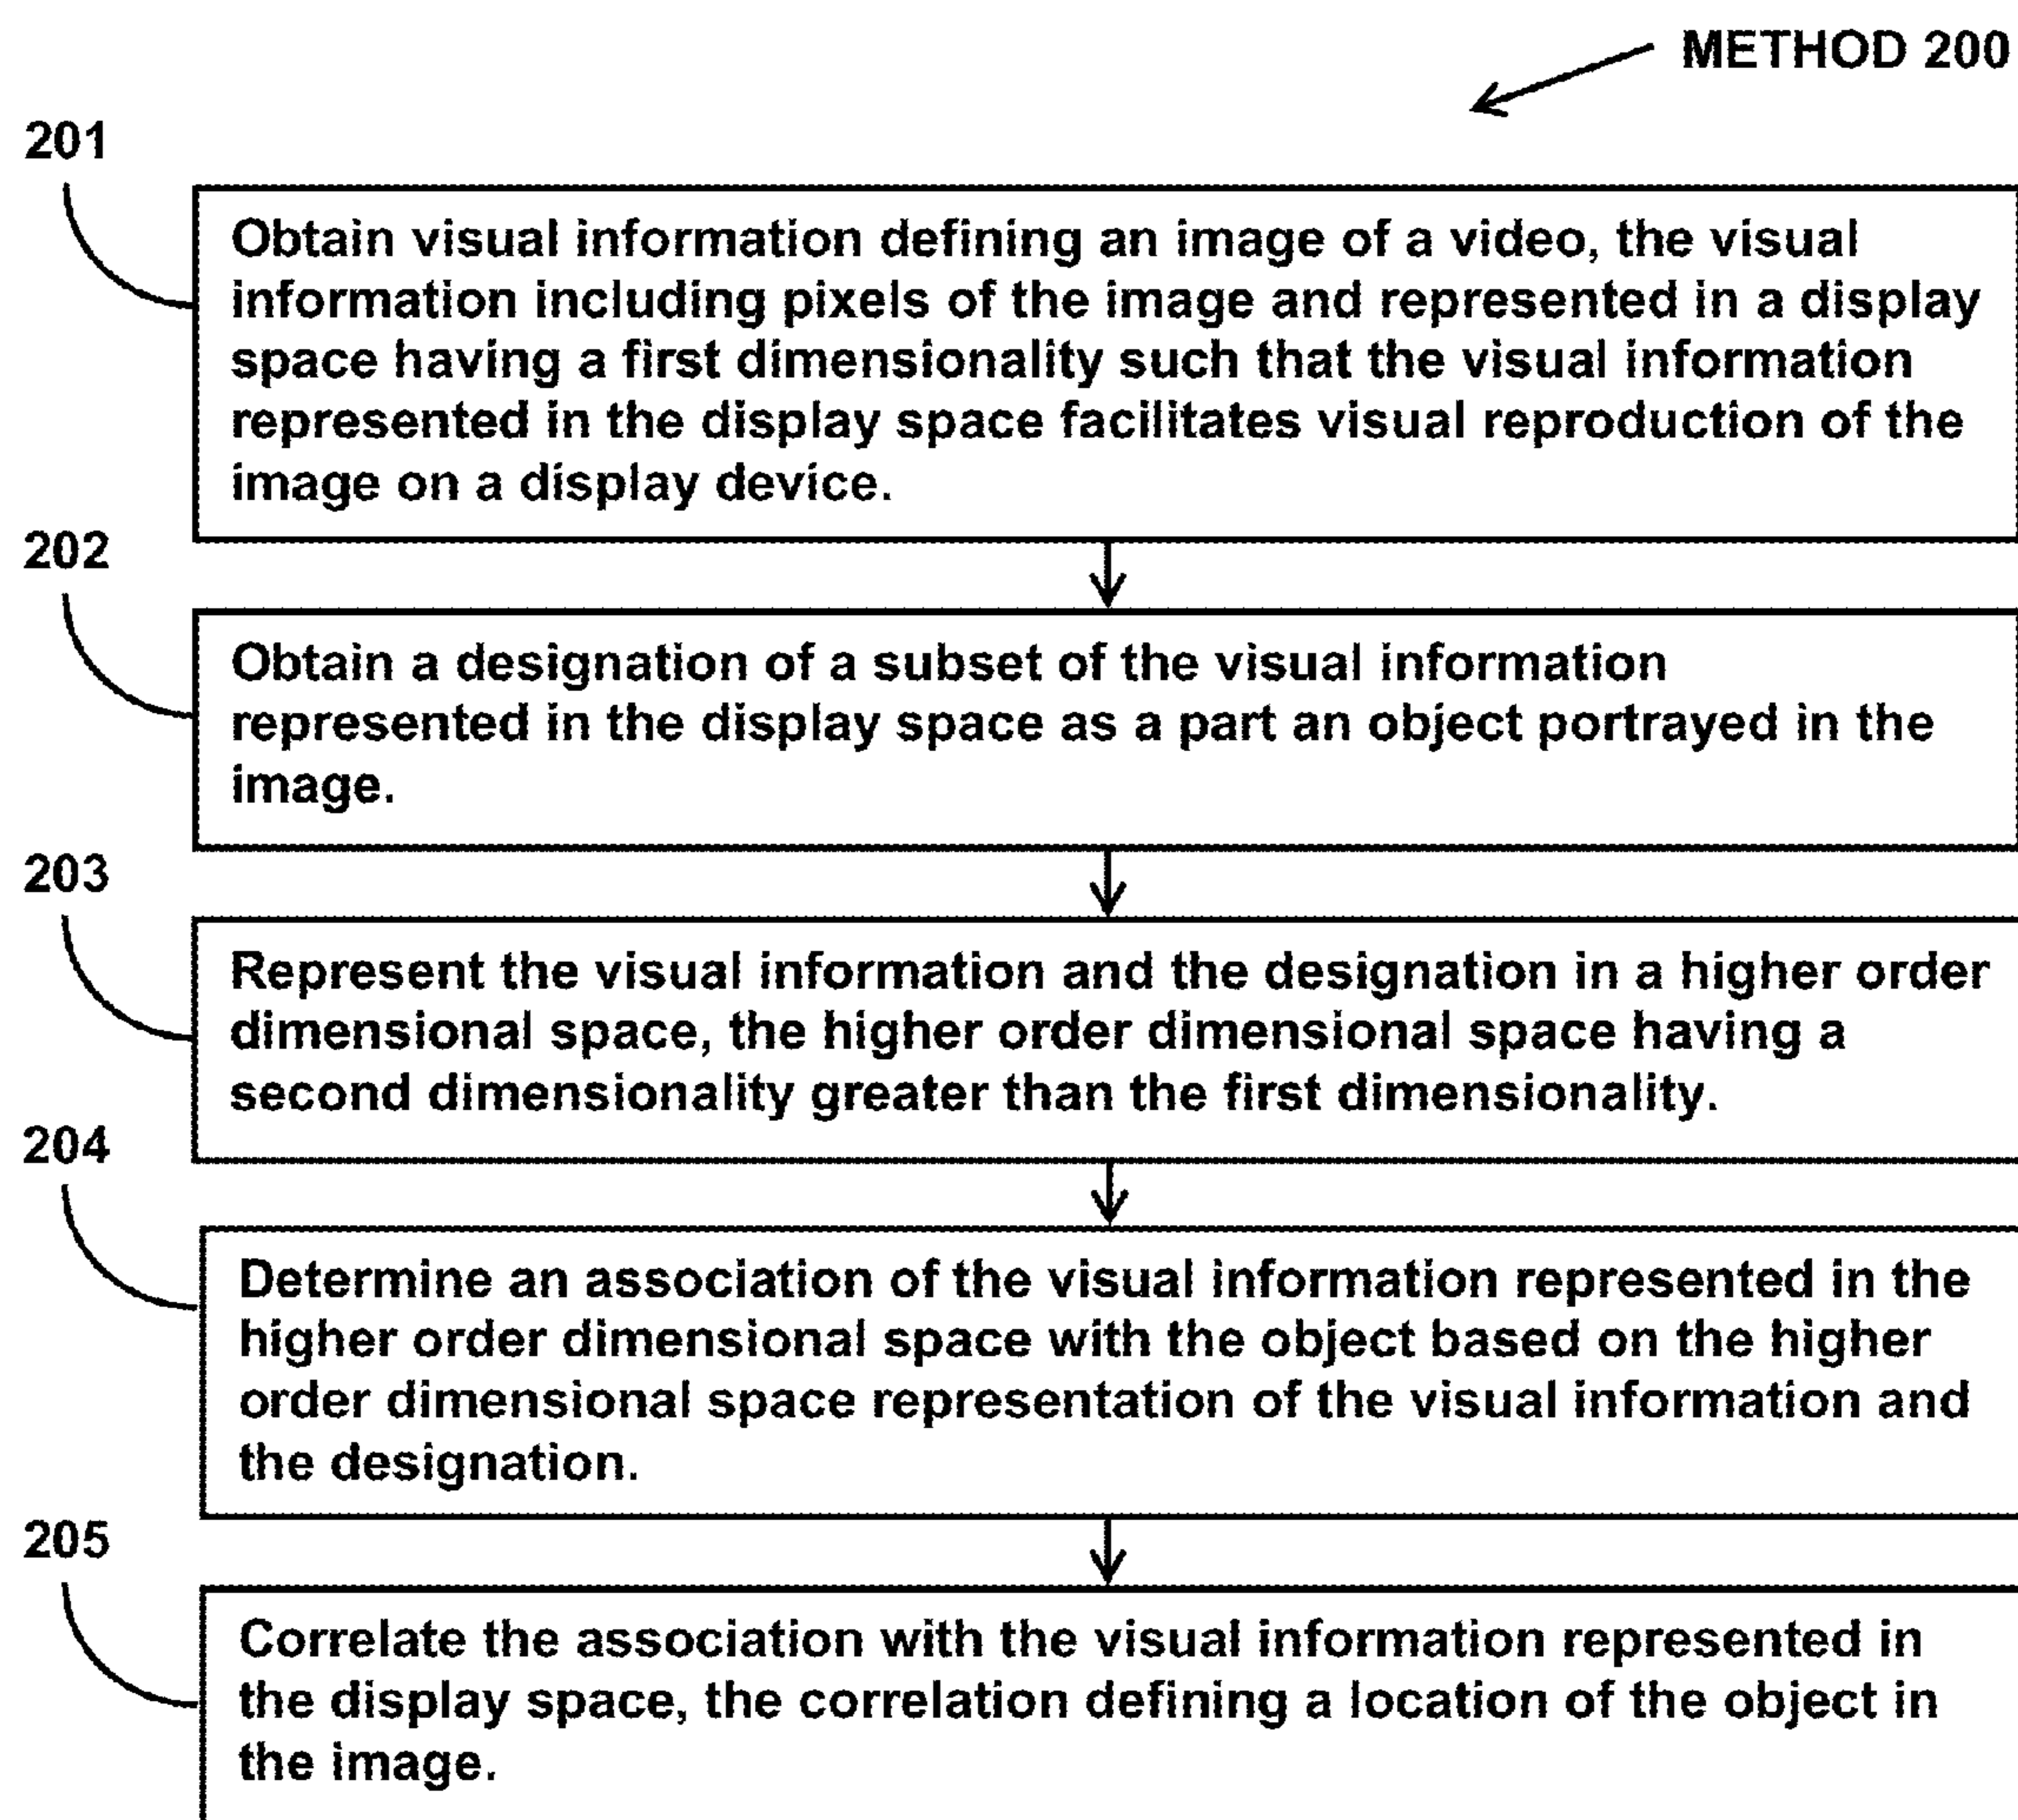 METHOD 200
201
Obtain visual information defining an image of a video, the visual
information including pixels of the image and represented in a display
space having a first dimensionality such that the visual information
represented in the display space facilitates visual reproduction of the
image on a display device.
202
Obtain a designation of a subset of the visual information
represented in the display space as a part an object portrayed in the
image.
203
Represent the visual information and the designation in a higher order
dimensional space, the higher order dimensional space having a
second dimensionality greater than the first dimensionality.
204
Determine an association of the visual information represented in the
higher order dimensional space with the object based on the higher
order dimensional space representation of the visual information and
the designation.
205
Correlate the association with the visual information represented in
the display space, the correlation defining a location of the object in
the image.